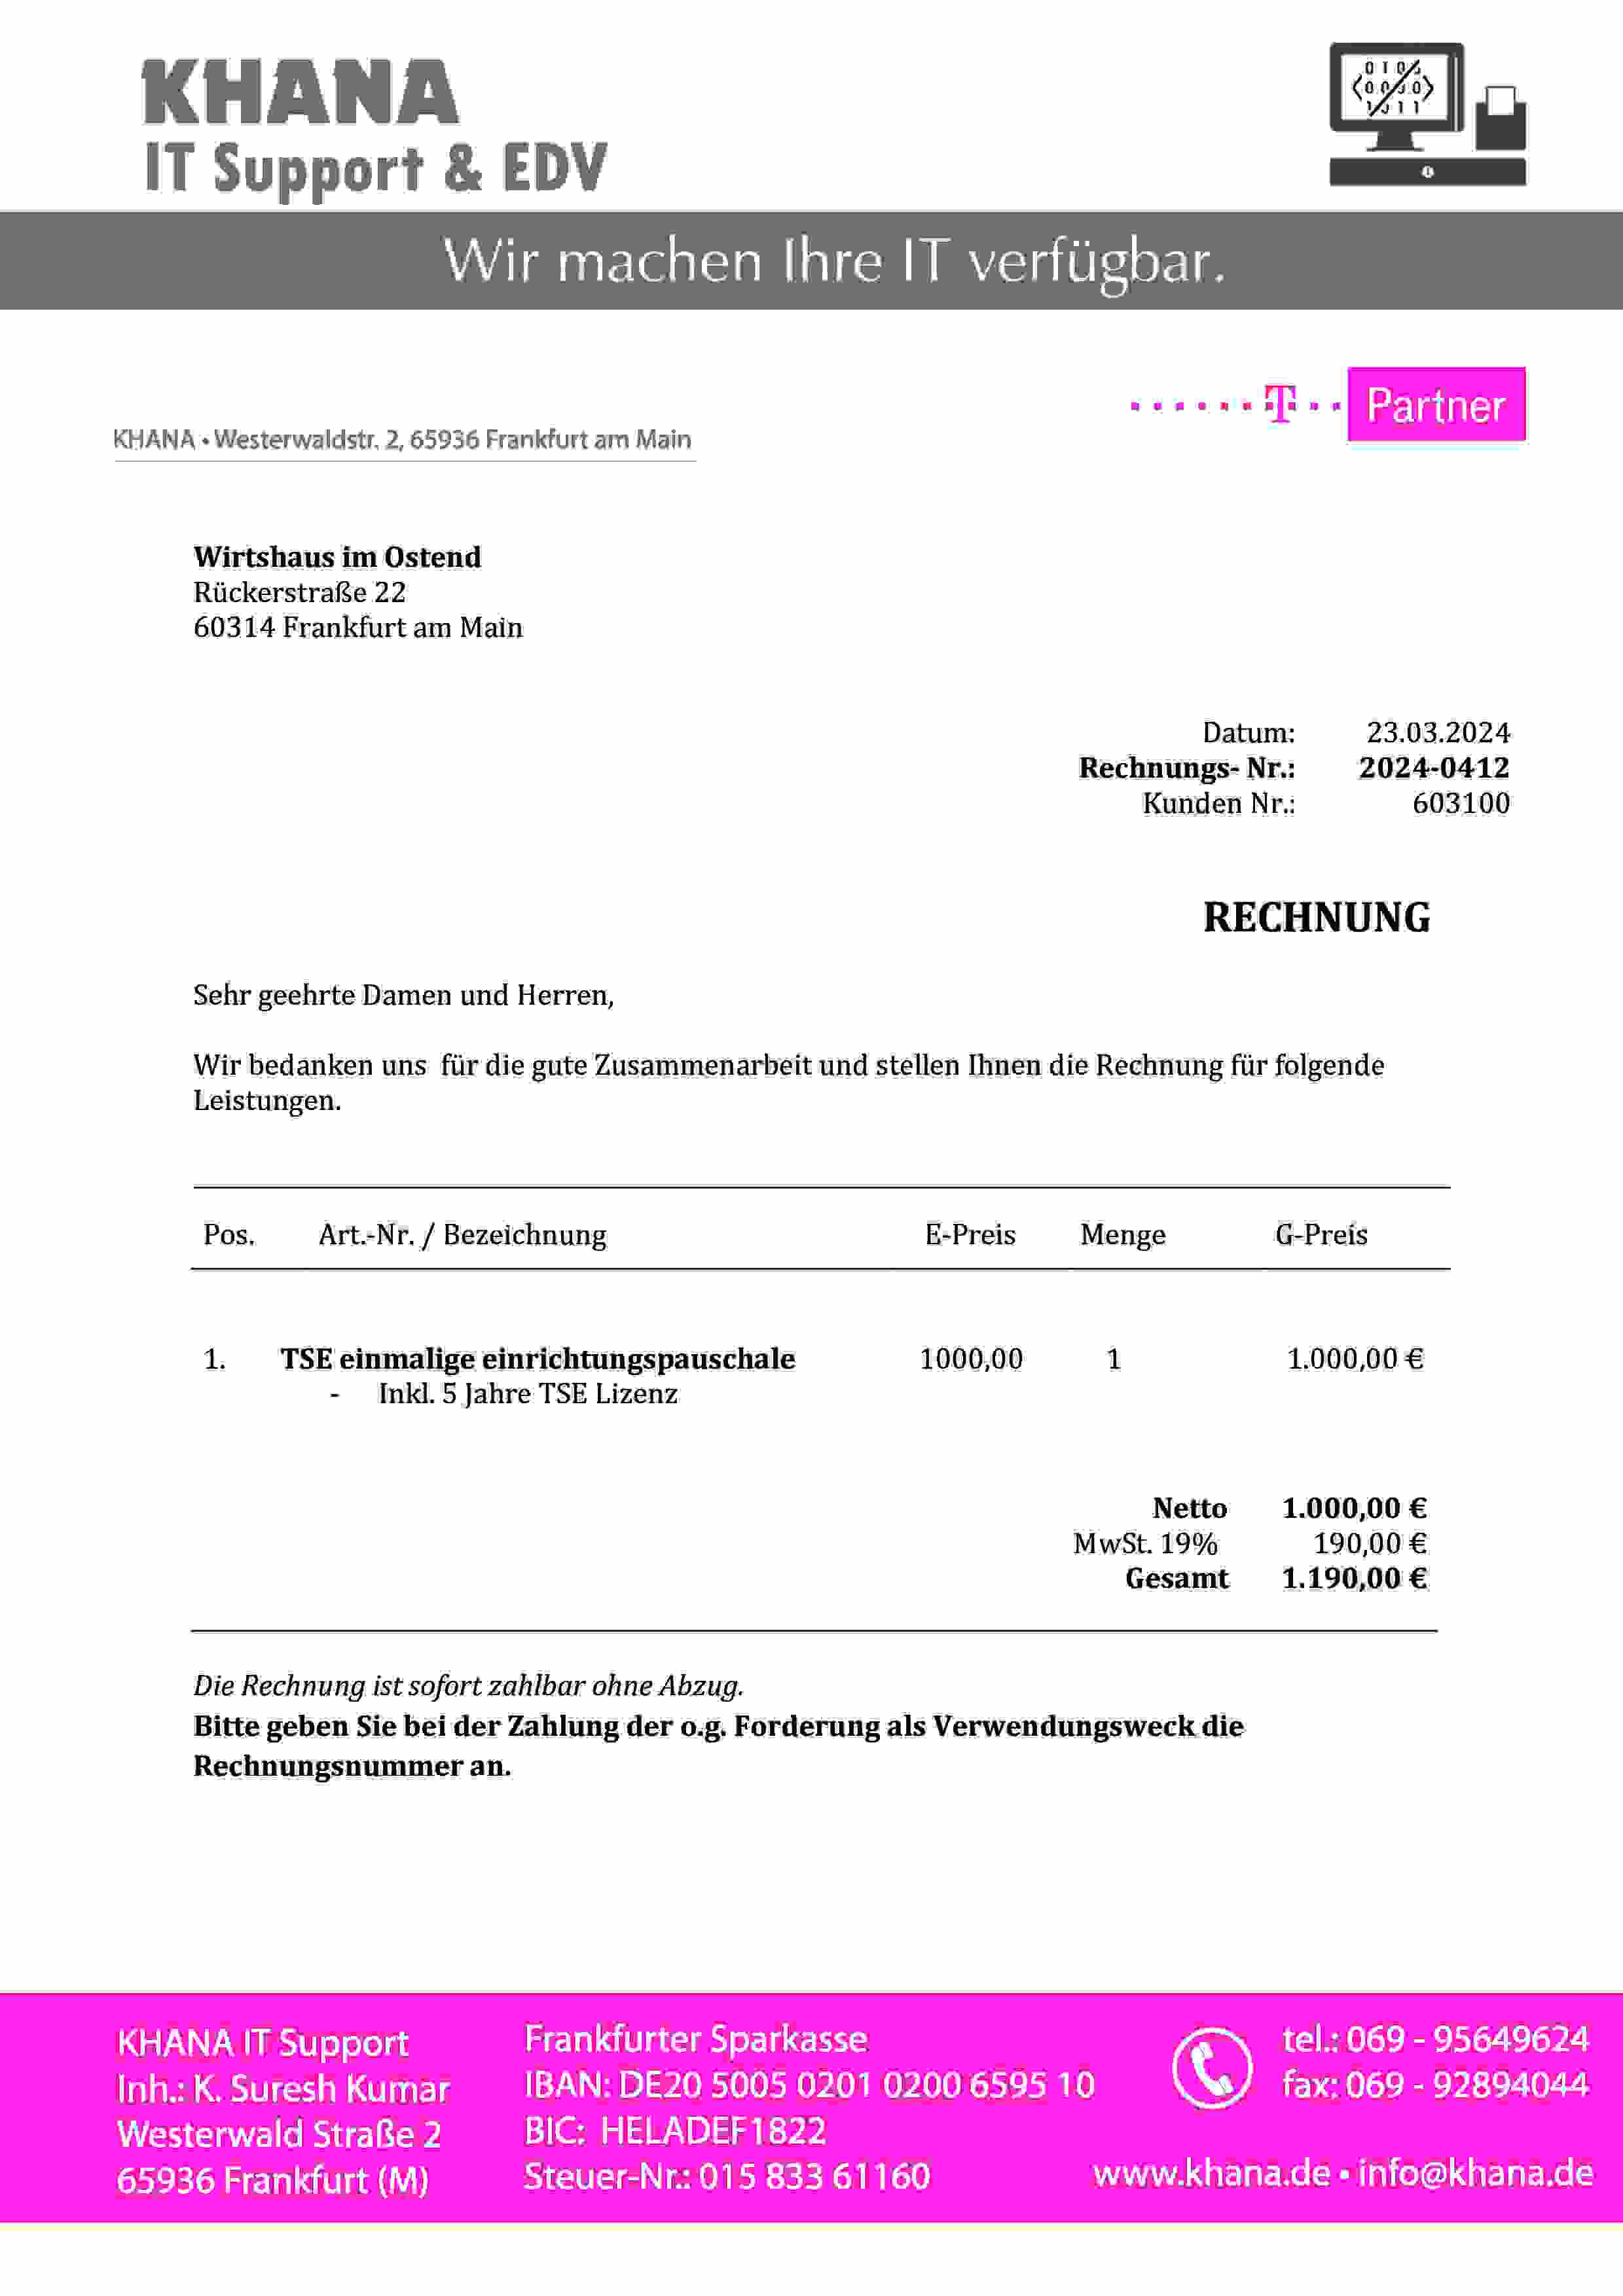 KHANA
IT Support & EDV
Wir machen Ihre IT verfügbar.
T Partner
KHANA • Westerwaldstr. 2, 65936 Frankfurt am Main
Wirtshaus im Ostend
Rückerstraße 22
60314 Frankfurt am Main
Datum: 23.03.2024
Rechnungs- Nr.: 2024-0412
Kunden Nr.: 603100
RECHNUNG
Sehr geehrte Damen und Herren,
Wir bedanken uns für die gute Zusammenarbeit und stellen Ihnen die Rechnung für folgende
Leistungen.
Pos. Art.-Nr. / Bezeichnung E-Preis Menge G-Preis
1. TSE einmalige einrichtungspauschale 1000,00 1 1.000,00 €
- Inkl. 5 Jahre TSE Lizenz
Netto 1.000,00 €
MwSt. 19% 190,00 €
Gesamt 1.190,00 €
Die Rechnung ist sofort zahlbar ohne Abzug.
Bitte geben Sie bei der Zahlung der o.g. Forderung als Verwendungsweck die
Rechnungsnummer an.
KHANA IT Support
Inh.: K. Suresh Kumar
Westerwald Straße 2
65936 Frankfurt (M)
Frankfurter Sparkasse
IBAN: DE20 5005 0201 0200 6595 10
BIC: HELADEF1822
Steuer-Nr.: 015 833 61160
tel.: 069 - 95649624
fax: 069 - 92894044
www.khana.de • info@khana.de